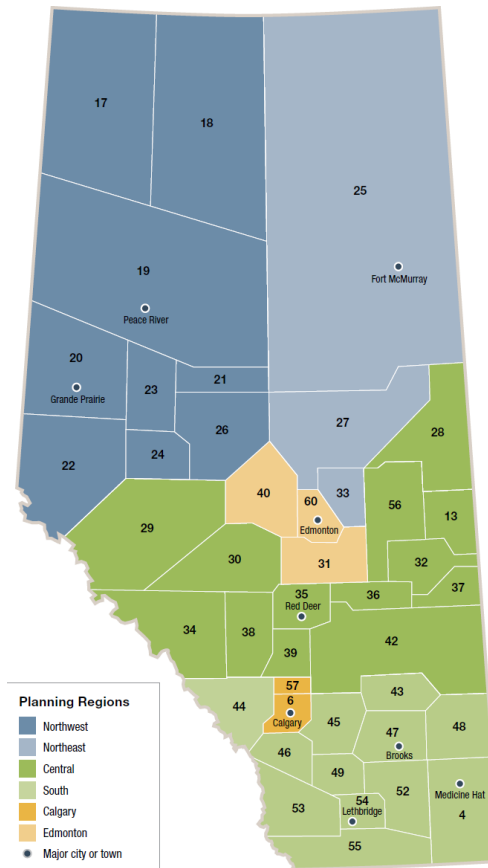 17
18
25
19
Fort McMurray
Peace River
20
21
23
Grande Prairie
27
26
28
24
22
40
60
33
56
13
Edmonton
29
30
31
32
37
35
36
Red Deer
34
38
42
39
57
44
6
43
Calgary
45
48
47
46
Brooks
49
Medicine Hat
52
54
53
Lethbridge
4
55
Planning Regions
Northwest
Northeast
Central
South
Calgary
Edmonton
Major city or town